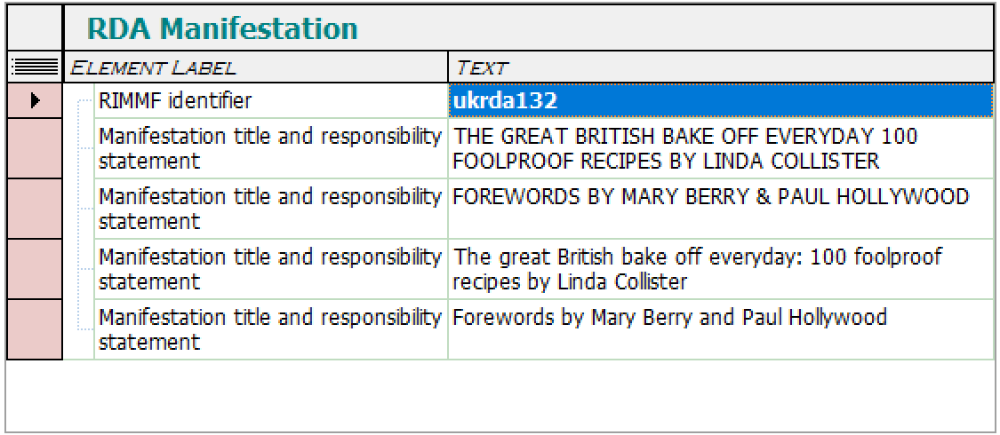 RDA Manifestation
ELEMENT LABEL TEXT
RIMMF identifier ukrda132
Manifestation title and responsibility statement THE GREAT BRITISH BAKE OFF EVERYDAY 100 FOOLPROOF RECIPES BY LINDA COLLISTER
Manifestation title and responsibility statement FOREWORDS BY MARY BERRY & PAUL HOLLYWOOD
Manifestation title and responsibility statement The great British bake off everyday: 100 foolproof recipes by Linda Collister
Manifestation title and responsibility statement Forewords by Mary Berry and Paul Hollywood